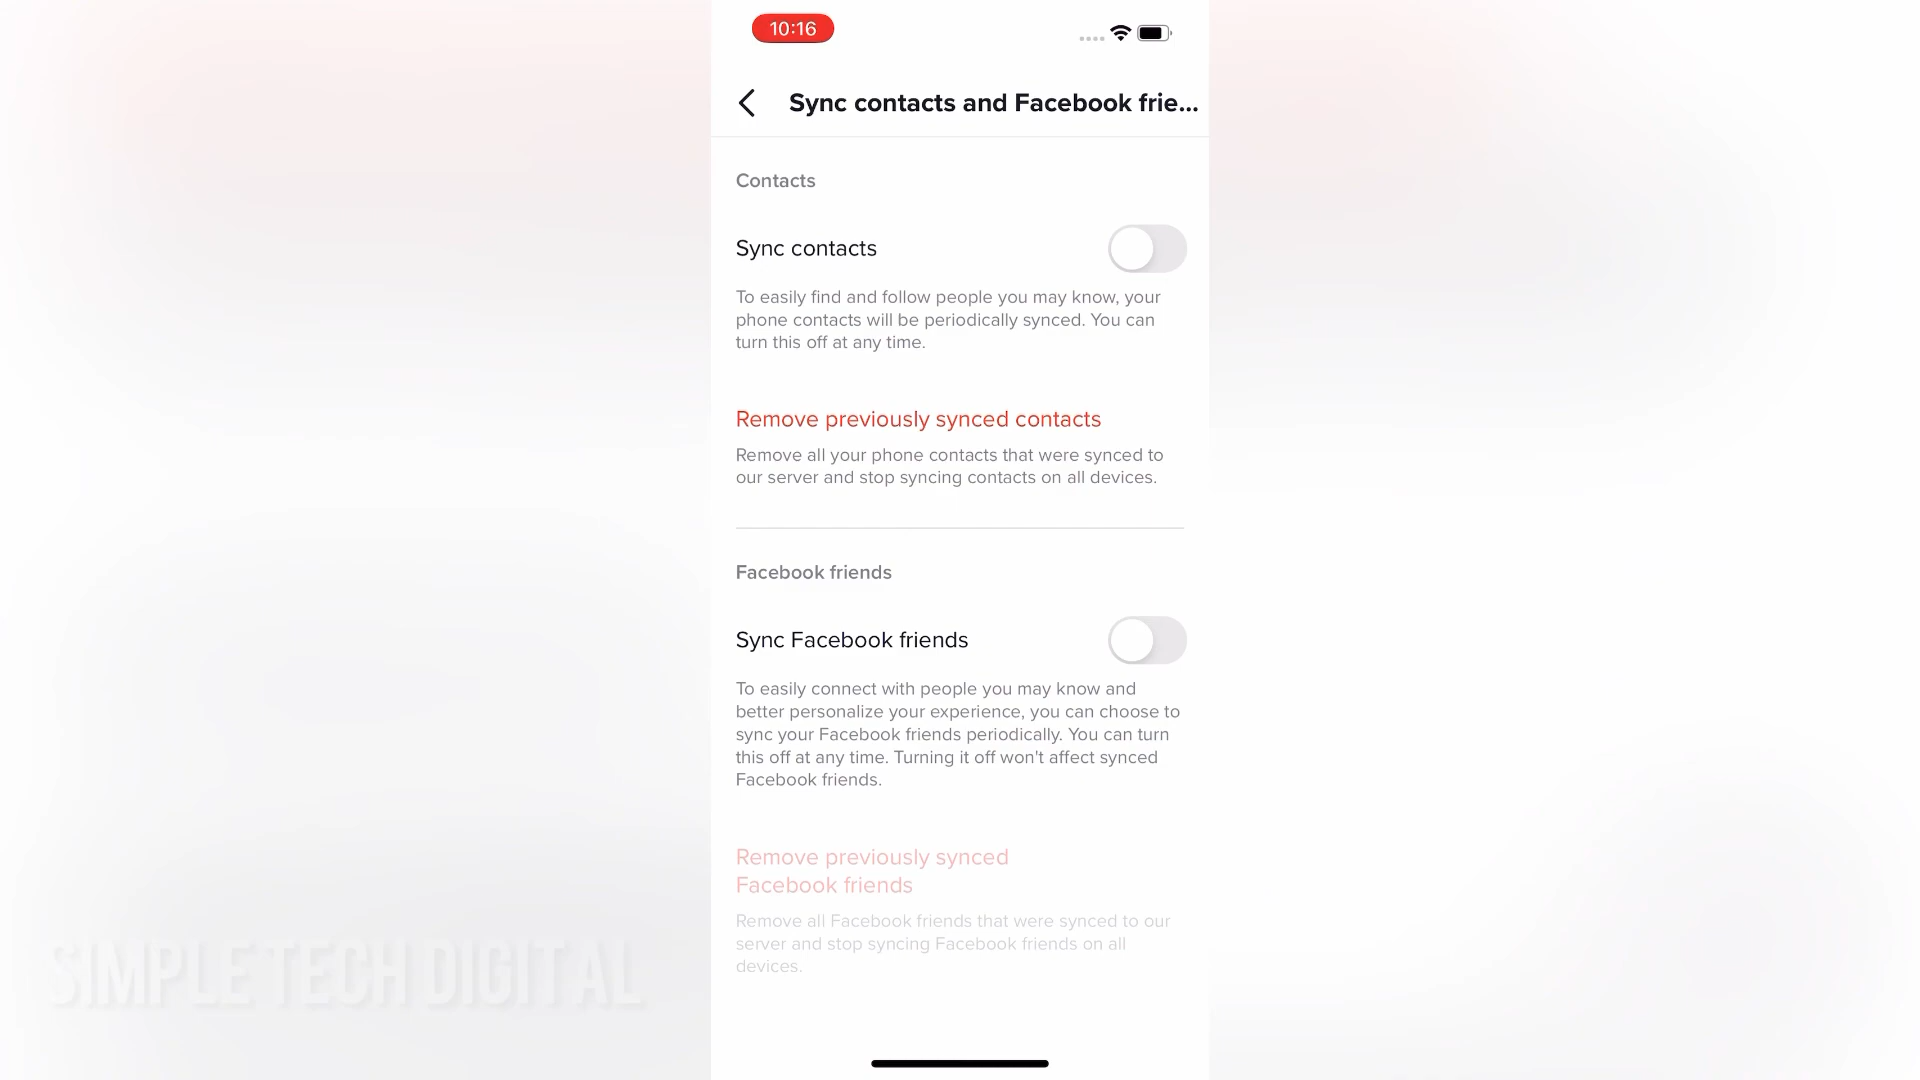 10:16
Sync contacts and Facebook frie...
Contacts
Sync contacts
To easily find and follow people you may know, your
phone contacts will be periodically synced. You can
turn this off at any time.
Remove previously synced contacts
Remove all your phone contacts that were synced to
our server and stop syncing contacts on all devices.
Facebook friends
Sync Facebook friends
To easily connect with people you may know and
better personalize your experience, you can choose to
sync your Facebook friends periodically. You can turn
this off at any time. Turning it off won't affect synced
Facebook friends.
Remove previously synced
Facebook friends
Remove all Facebook friends that were synced to our
server and stop syncing Facebook friends on all
devices.
SIMPLE TECH DIGITAL